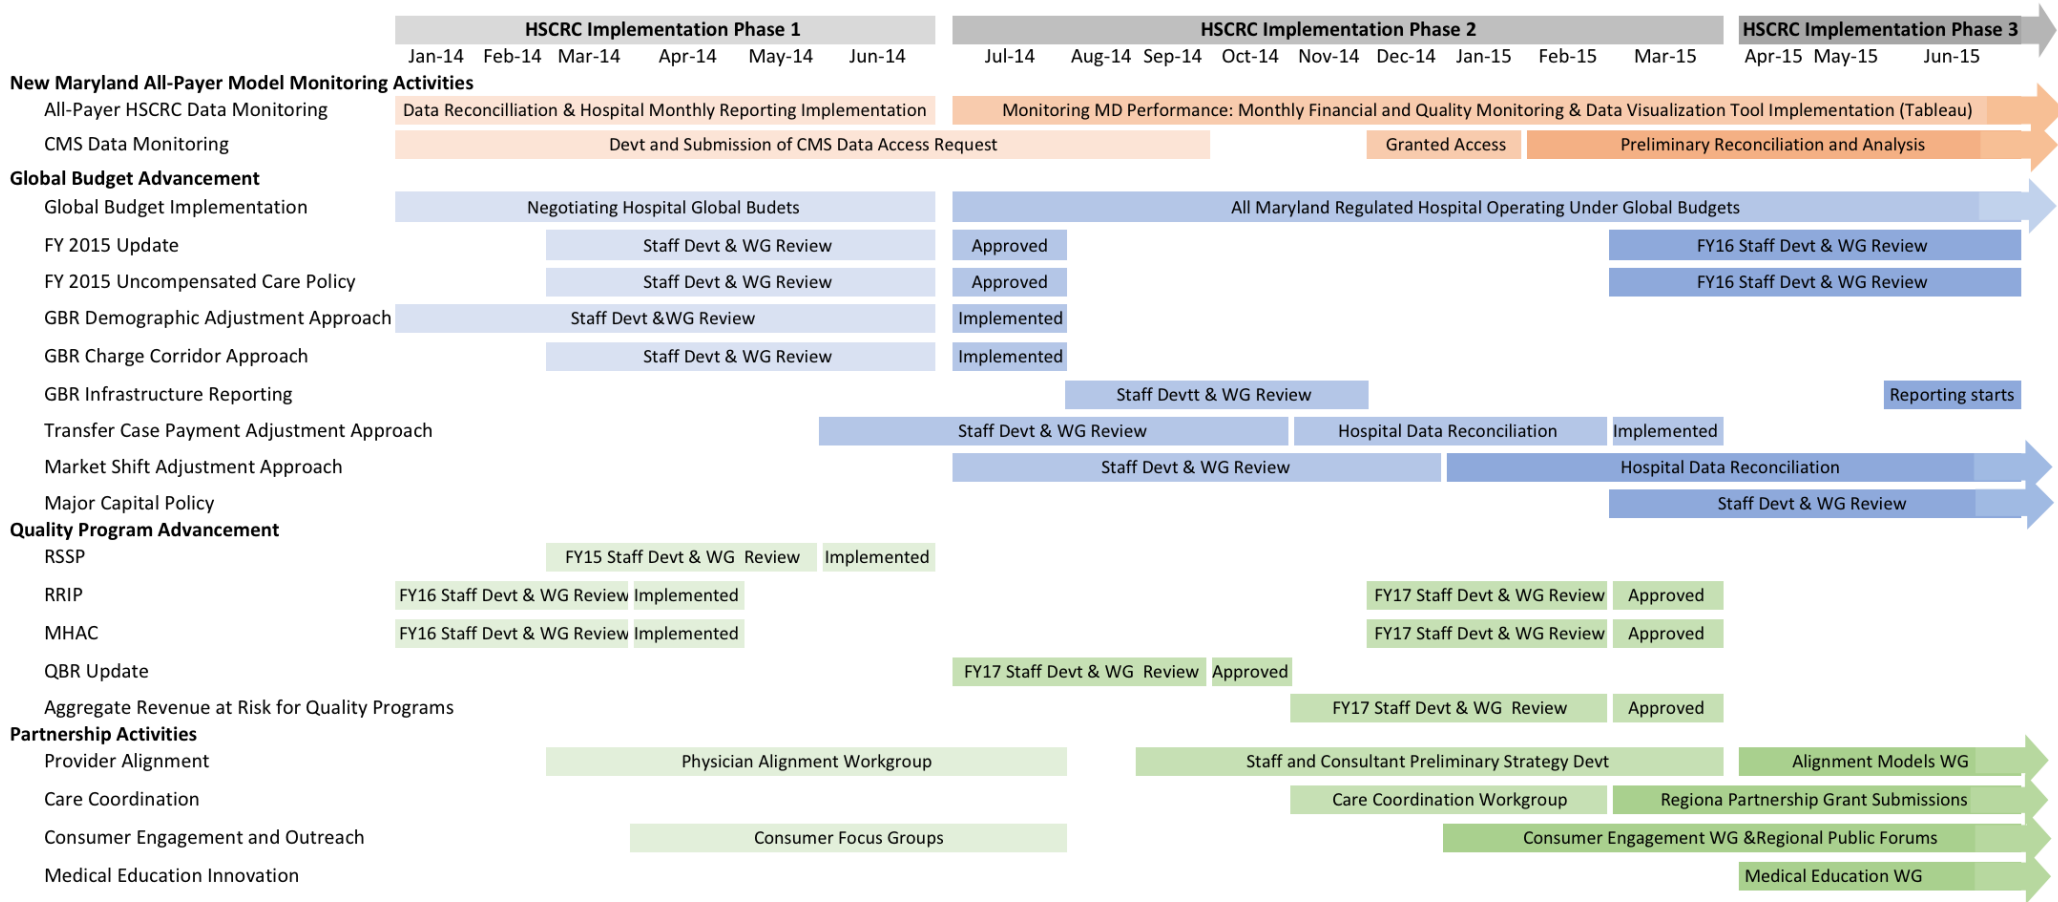 HSCRC Implementation Phase 1 HSCRC Implementation Phase 2 HSCRC Implementation Phase 3
Jan-14 Feb-14 Mar-14 Apr-14 May-14 Jun-14 Jul-14 Aug-14 Sep-14 Oct-14 Nov-14 Dec-14 Jan-15 Feb-15 Mar-15 Apr-15 May-15 Jun-15
New Maryland All-Payer Model Monitoring Activities
All-Payer HSCRC Data Monitoring Data Reconcilliation & Hospital Monthly Reporting Implementation Monitoring MD Performance: Monthly Financial and Quality Monitoring & Data Visualization Tool Implementation (Tableau)
CMS Data Monitoring Devt and Submission of CMS Data Access Request Granted Access Preliminary Reconciliation and Analysis
Global Budget Advancement
Global Budget Implementation Negotiating Hospital Global Budets All Maryland Regulated Hospital Operating Under Global Budgets
FY 2015 Update Staff Devt & WG Review Approved FY16 Staff Devt & WG Review
FY 2015 Uncompensated Care Policy Staff Devt & WG Review Approved FY16 Staff Devt & WG Review
GBR Demographic Adjustment Approach Staff Devt &WG Review Implemented
GBR Charge Corridor Approach Staff Devt & WG Review Implemented
GBR Infrastructure Reporting Staff Devtt & WG Review Reporting starts
Transfer Case Payment Adjustment Approach Staff Devt & WG Review Hospital Data Reconciliation Implemented
Market Shift Adjustment Approach Staff Devt & WG Review Hospital Data Reconciliation
Major Capital Policy Staff Devt & WG Review
Quality Program Advancement
RSSP FY15 Staff Devt & WG Review Implemented
RRIP FY16 Staff Devt & WG Review Implemented FY17 Staff Devt & WG Review Approved
MHAC FY16 Staff Devt & WG Review Implemented FY17 Staff Devt & WG Review Approved
QBR Update FY17 Staff Devt & WG Review Approved
Aggregate Revenue at Risk for Quality Programs FY17 Staff Devt & WG Review Approved
Partnership Activities
Provider Alignment Physician Alignment Workgroup Staff and Consultant Preliminary Strategy Devt Alignment Models WG
Care Coordination Care Coordination Workgroup Regiona Partnership Grant Submissions
Consumer Engagement and Outreach Consumer Focus Groups Consumer Engagement WG &Regional Public Forums
Medical Education Innovation Medical Education WG